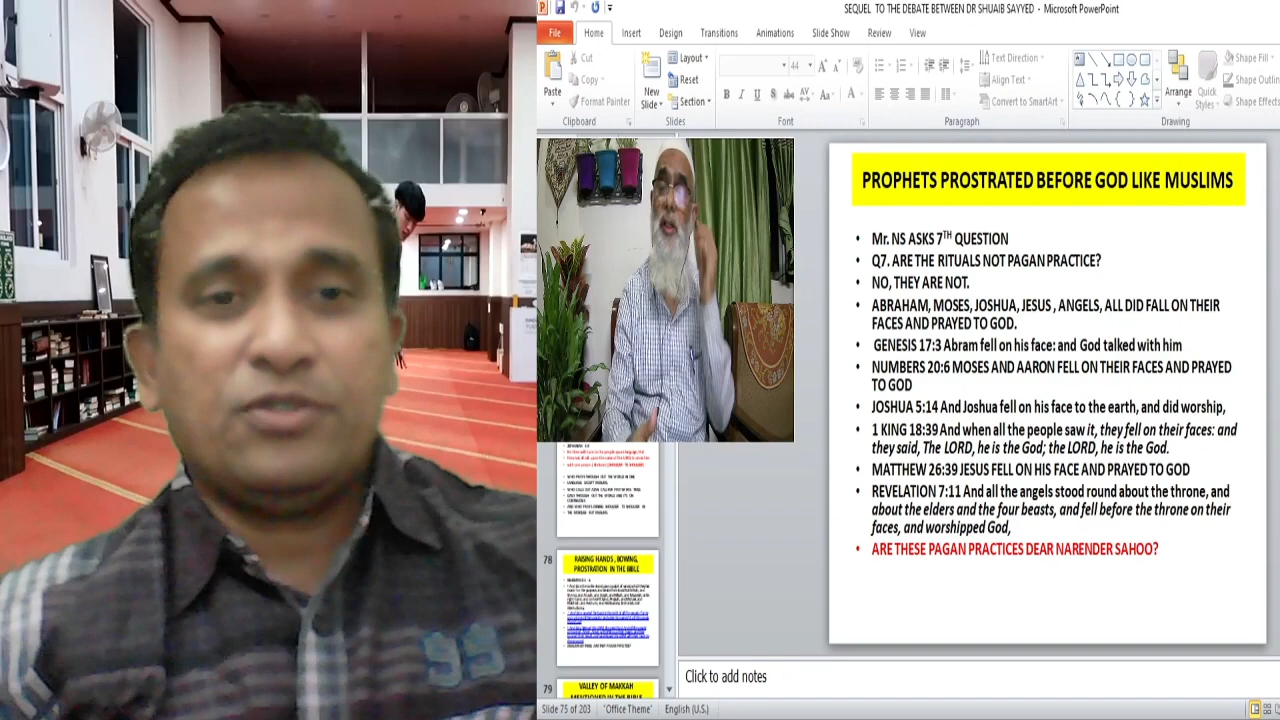 SEQUEL TO THE DEBATE BETWEEN DR SHUAIB SAYYED - Microsoft PowerPoint
File Home Insert Design Transitions Animations Slide Show Review View
Cut
Copy
Format Painter
Paste
Clipboard
New
Slide
Layout
Reset
Section
Slides
44
B I U S abe AV Aa A
Font
Text Direction
Align Text
Convert to SmartArt
Paragraph
Arrange
Quick
Styles
Shape Fill
Shape
Shape Effects
Drawing
PROPHETS PROSTRATED BEFORE GOD LIKE MUSLIMS
• Mr. NS ASKS 7TH QUESTION
• Q7. ARE THE RITUALS NOT PAGAN PRACTICE?
• NO, THEY ARE NOT.
• ABRAHAM, MOSES, JOSHUA, JESUS , ANGELS, ALL DID FALL ON THEIR
FACES AND PRAYED TO GOD.
• GENESIS 17:3 Abram fell on his face: and God talked with him
• NUMBERS 20:6 MOSES AND AARON FELL ON THEIR FACES AND PRAYED
TO GOD
• JOSHUA 5:14 And Joshua fell on his face to the earth, and did worship,
• 1 KING 18:39 And when all the people saw it, they fell on their faces: and
they said, The LORD, he is the God; the LORD, he is the God.
• MATTHEW 26:39 JESUS FELL ON HIS FACE AND PRAYED TO GOD
• REVELATION 7:11 And all the angels stood round about the throne, and
about the elders and the four beasts, and fell before the throne on their
faces, and worshipped God,
• ARE THESE PAGAN PRACTICES DEAR NARENDER SAHOO?
78
RAISING HANDS , BOWING,
PROSTRATION IN THE BIBLE
79
VALLEY OF MAKKAH
MENTIONED IN THE BIBLE
Click to add notes
Slide 75 of 203 "Office Theme" English (U.S.)